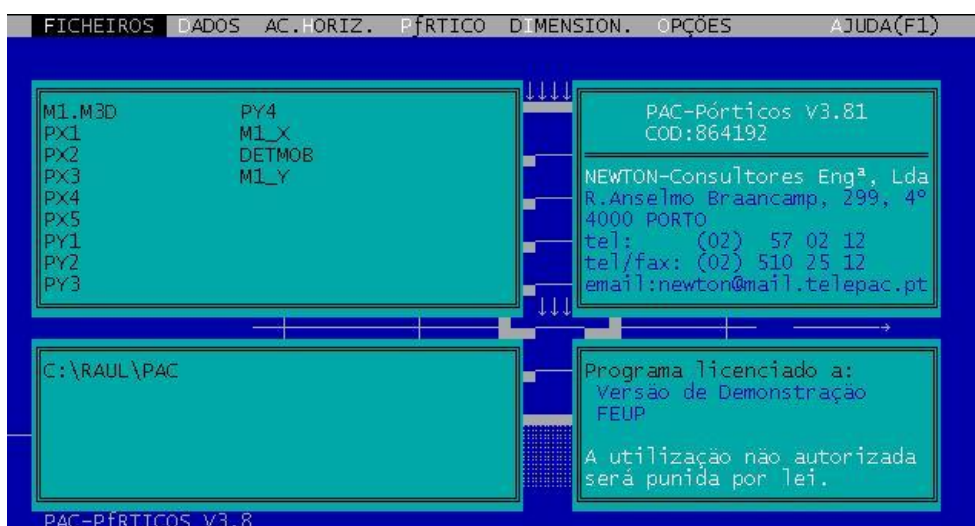 FICHEIROS DADOS AC.HORIZ. PƒRTICO DIMENSION. OPÇÕES AJUDA(F1)
M1.M3D PY4
PX1 M1_X
PX2 DETMOB
PX3 M1_Y
PX4
PX5
PY1
PY2
PY3
PAC-Pórticos V3.81
COD:864192
NEWTON-Consultores Engª, Lda
R.Anselmo Braancamp, 299, 4º
4000 PORTO
tel: (02) 57 02 12
tel/fax: (02) 510 25 12
email:newton@mail.telepac.pt
C:\RAUL\PAC
Programa licenciado a:
Versão de Demonstração
FEUP
A utilização não autorizada
será punida por lei.
PAC-PƒRTICOS V3.8